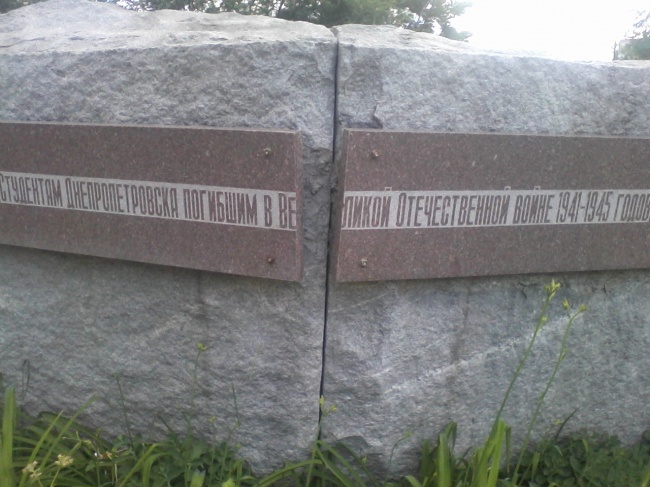 Студентам Днепропетровска погибшим в Великой Отечественной войне 1941-1945 годов